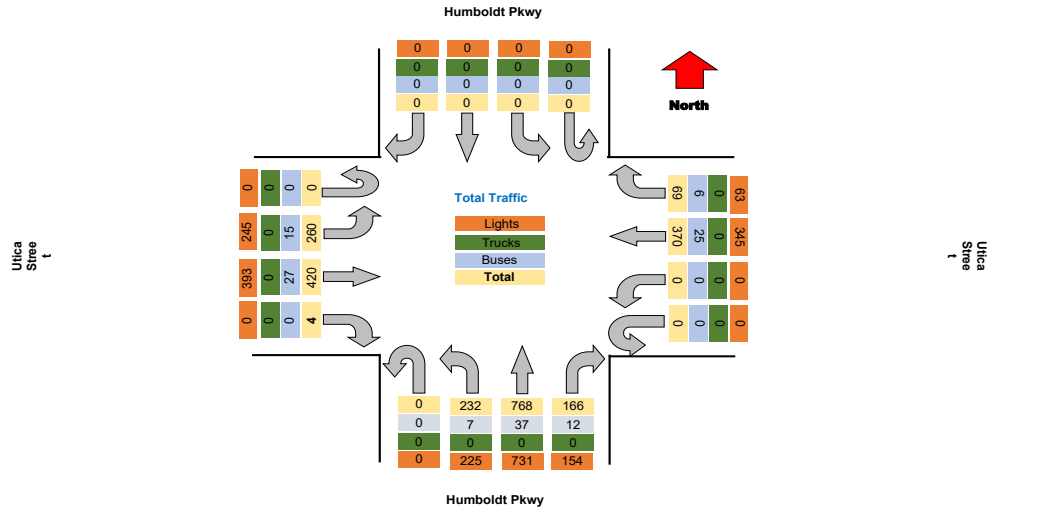 Humboldt Pkwy
0 0 0 0
0 0 0 0
0 0 0 0
0 0 0 0
North
0 0 0 0
245 0 15 260
393 0 27 420
0 0 0 4
Utica
Stree
t
Total Traffic
Lights
Trucks
Buses
Total
69 6 0 63
370 25 0 345
0 0 0 0
0 0 0 0
Utica
Stree
t
0 232 768 166
0 7 37 12
0 0 0 0
0 225 731 154
Humboldt Pkwy